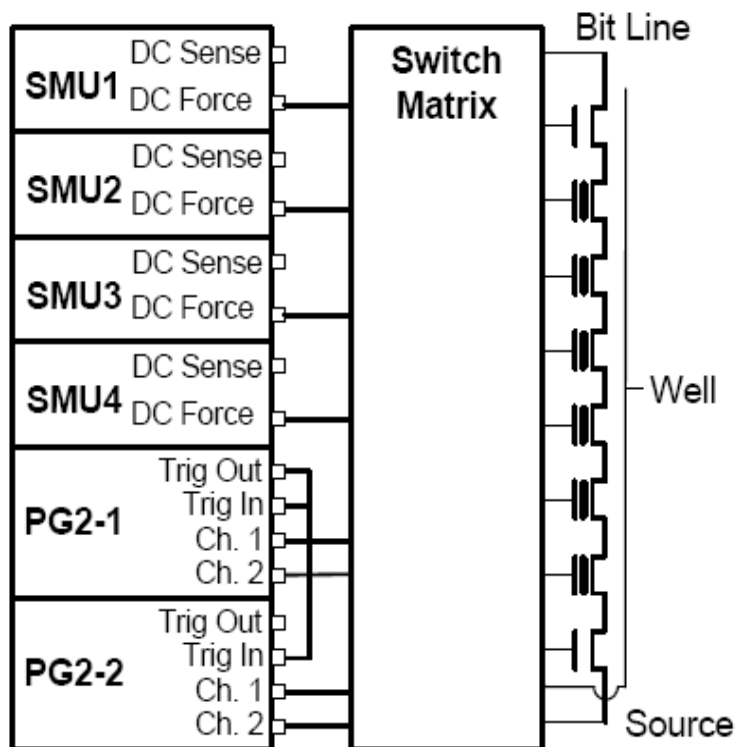 SMU1
DC Sense
DC Force
SMU2
DC Sense
DC Force
SMU3
DC Sense
DC Force
SMU4
DC Sense
DC Force
PG2-1
Trig Out
Trig In
Ch. 1
Ch. 2
PG2-2
Trig Out
Trig In
Ch. 1
Ch. 2
Switch
Matrix
Bit Line
Well
Source